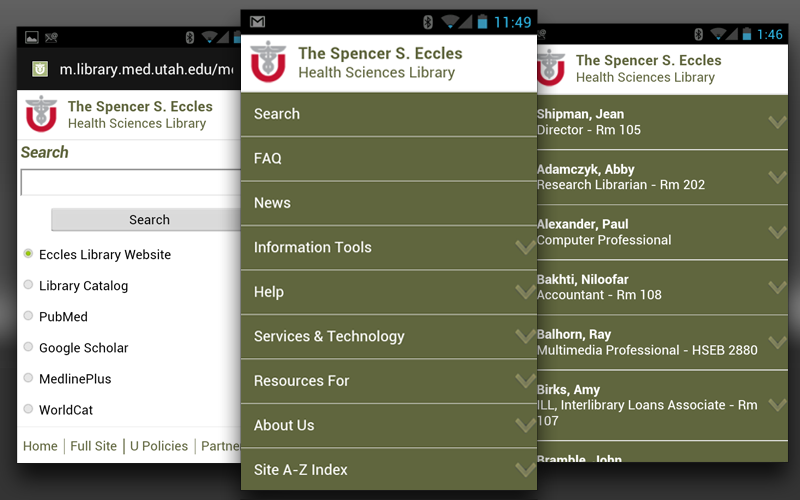 m.library.med.utah.edu/m
The Spencer S. Eccles
Health Sciences Library
Search
Search
Eccles Library Website
Library Catalog
PubMed
Google Scholar
MedlinePlus
WorldCat
Home
Full Site
U Policies
Partne
11:49
The Spencer S. Eccles
Health Sciences Library
Search
FAQ
News
Information Tools
Help
Services & Technology
Resources For
About Us
Site A-Z Index
1:46
The Spencer S. Eccles
Health Sciences Library
Shipman, Jean
Director - Rm 105
Adamczyk, Abby
Research Librarian - Rm 202
Alexander, Paul
Computer Professional
Bakhti, Niloofar
Accountant - Rm 108
Balhorn, Ray
Multimedia Professional - HSEB 2880
Birks, Amy
ILL, Interlibrary Loans Associate - Rm
107
Bramble, John